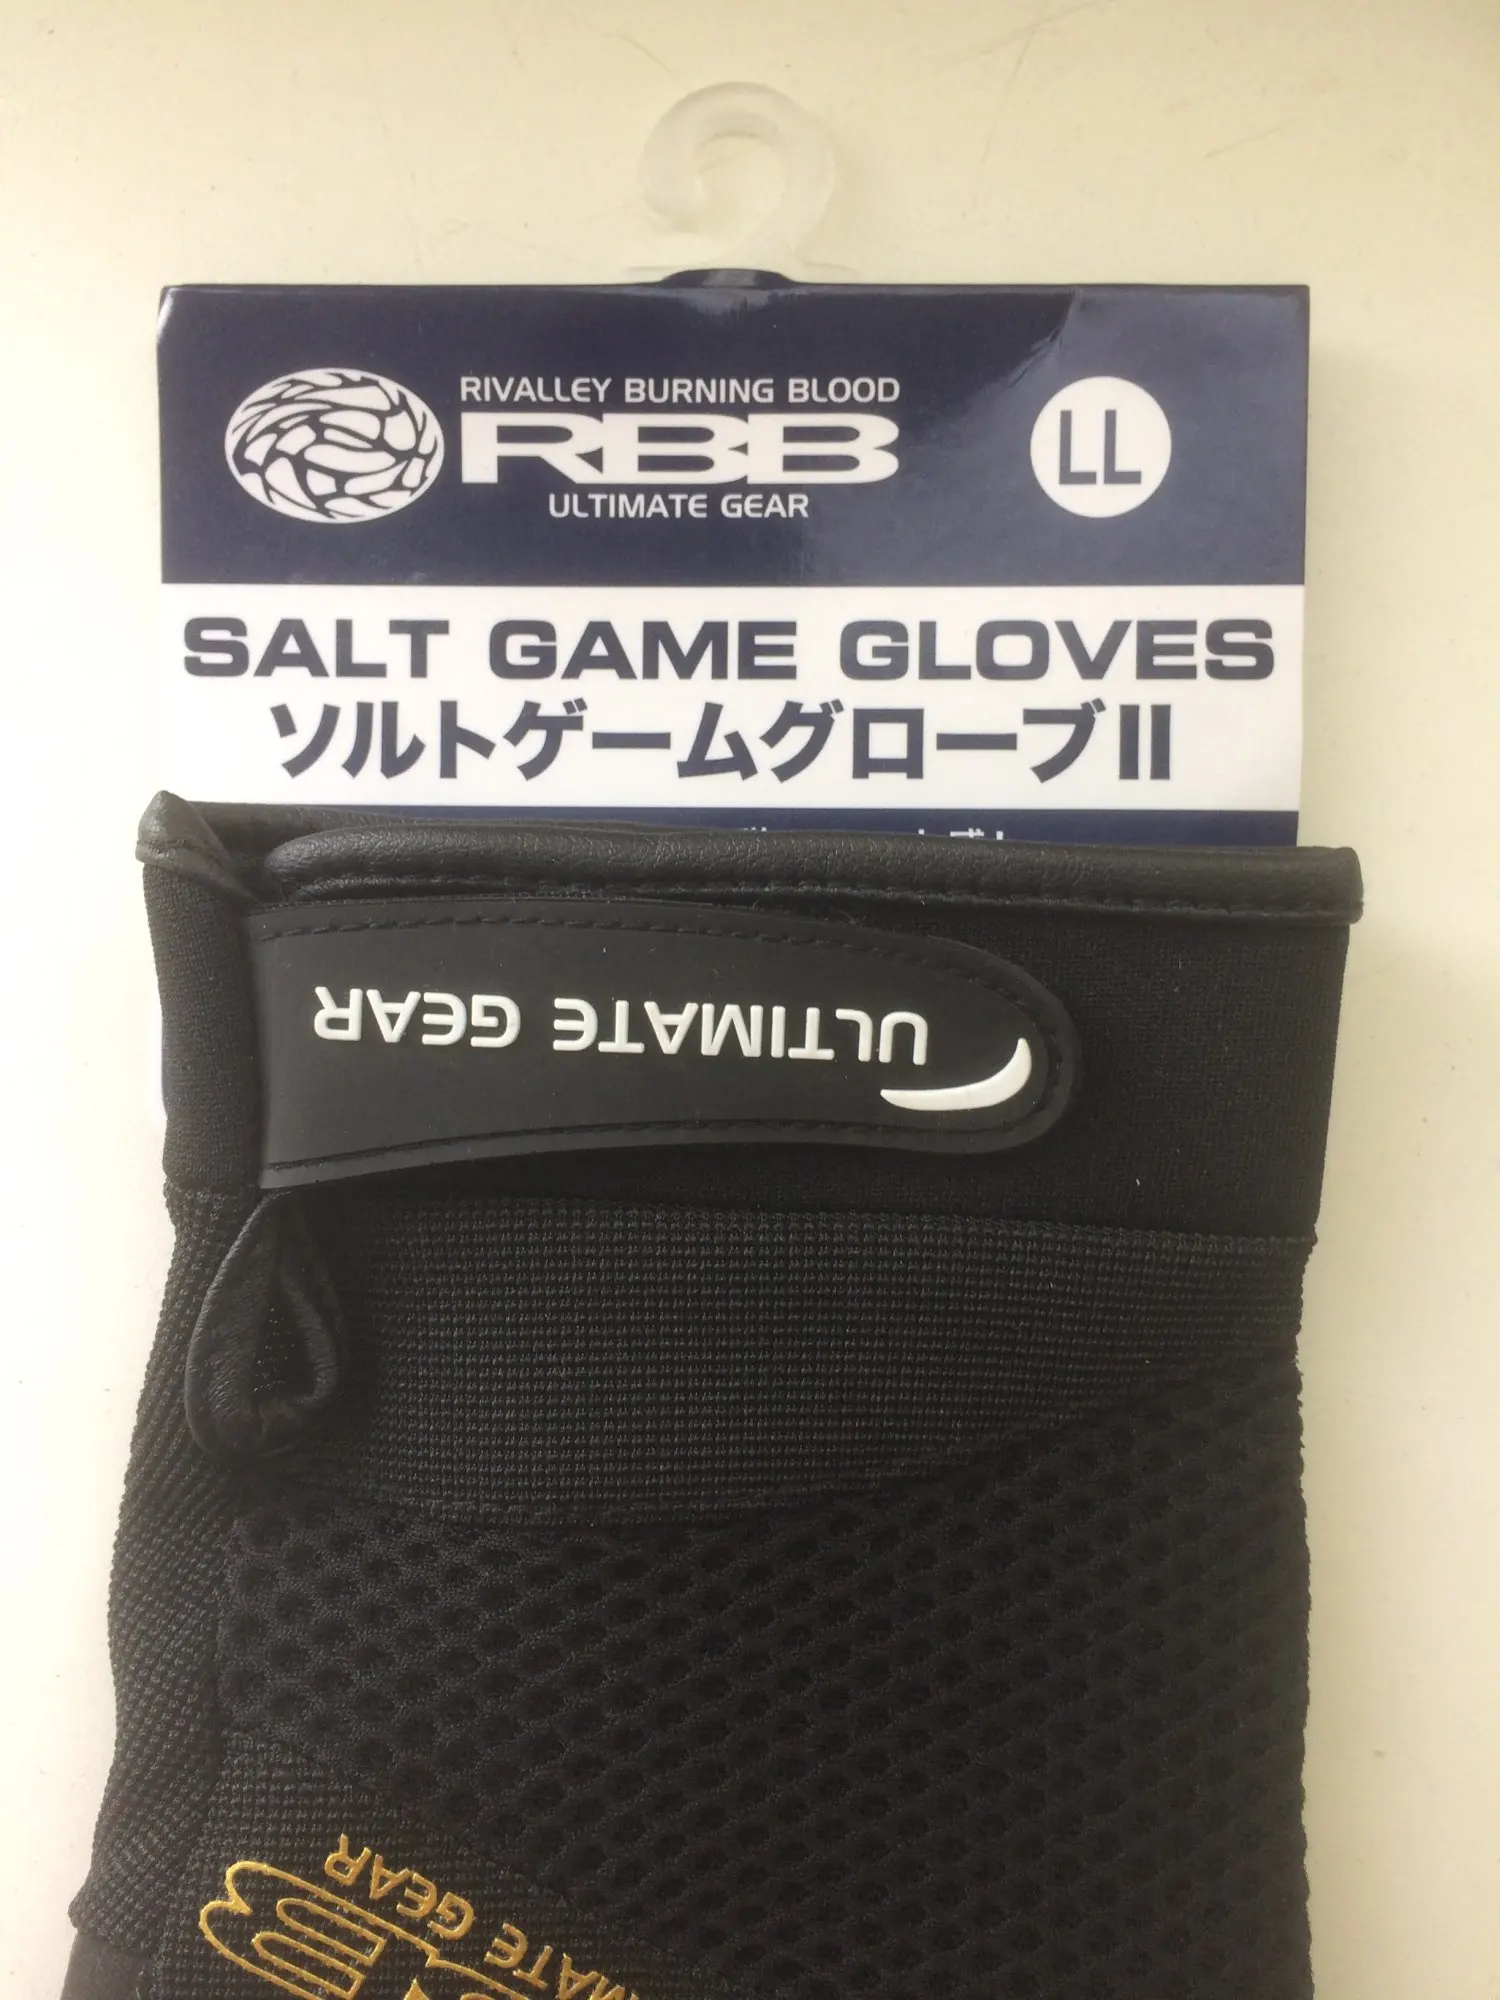 RIVALLEY BURNING BLOOD
RBB
ULTIMATE GEAR
LL
SALT GAME GLOVES
ソルトゲームグローブII
ULTIMATE GEAR
GEAR